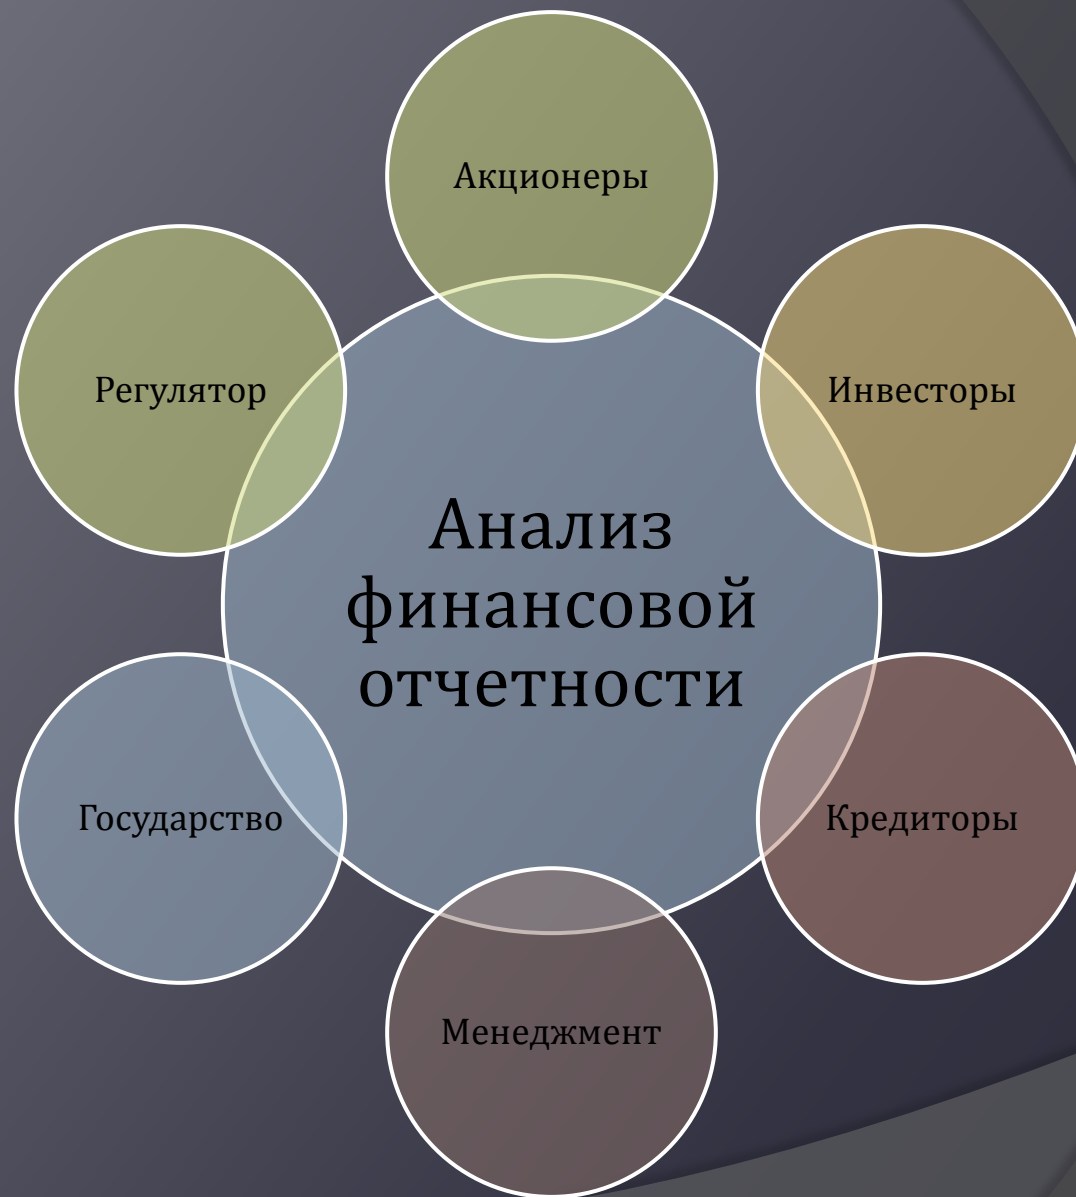 Акционеры
Регулятор
Инвесторы
Анализ
финансовой
отчетности
Государство
Кредиторы
Менеджмент